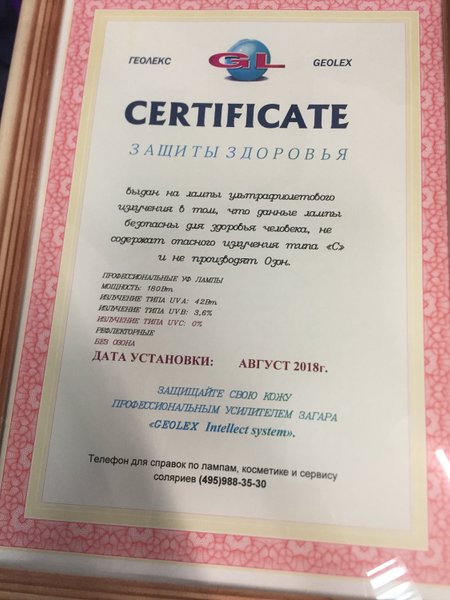 ГЕОЛЕКС GL GEOLEX
CERTIFICATE
ЗАЩИТЫ ЗДОРОВЬЯ
выдан на лампы ультрафиолетового
излучения в том, что данные лампы
безопасны для здоровья человека, не
содержат опасного излучения типа «С»
и не производят Озон.
ПРОФЕССИОНАЛЬНЫЕ УФ ЛАМПЫ
МОЩНОСТЬ: 180Вт
ИЗЛУЧЕНИЕ ТИПА UVA: 42Вт
ИЗЛУЧЕНИЕ ТИПА UVB: 3,6%
ИЗЛУЧЕНИЕ ТИПА UVC: 0%
РЕФЛЕКТОРНЫЕ
БЕЗ ОЗОНА
ДАТА УСТАНОВКИ: АВГУСТ 2018г.
ЗАЩИЩАЙТЕ СВОЮ КОЖУ
ПРОФЕССИОНАЛЬНЫМ УСИЛИТЕЛЕМ ЗАГАРА
«GEOLEX Intellect system».
Телефон для справок по лампам, косметике и сервису
соляриев (495)988-35-30